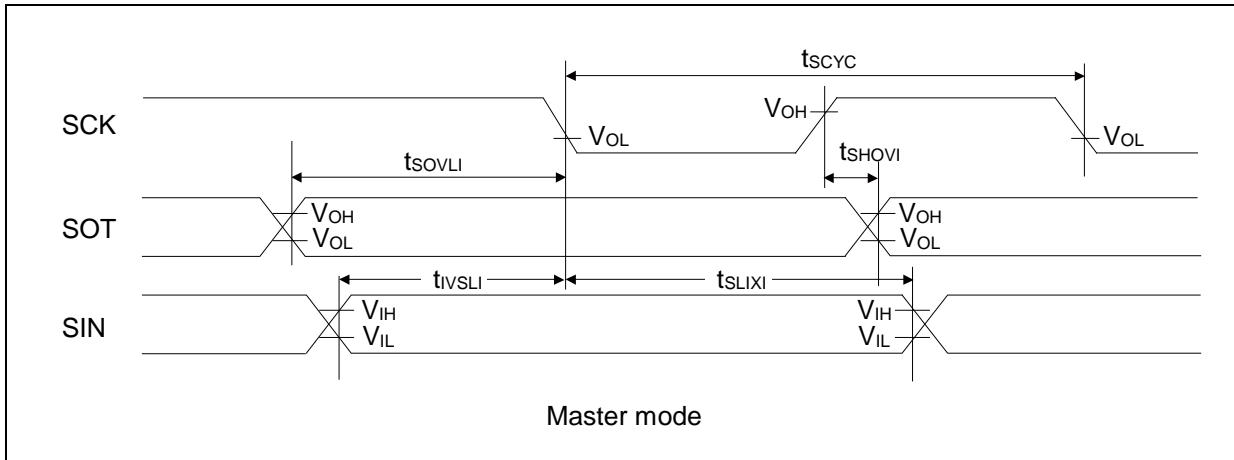 tSCYC
SCK
VOH
VOL
VOL
tSHOVI
tSOVLI
SOT
VOH
VOL
VOH
VOL
tIVSLI
tSLIXI
SIN
VIH
VIL
VIH
VIL
Master mode